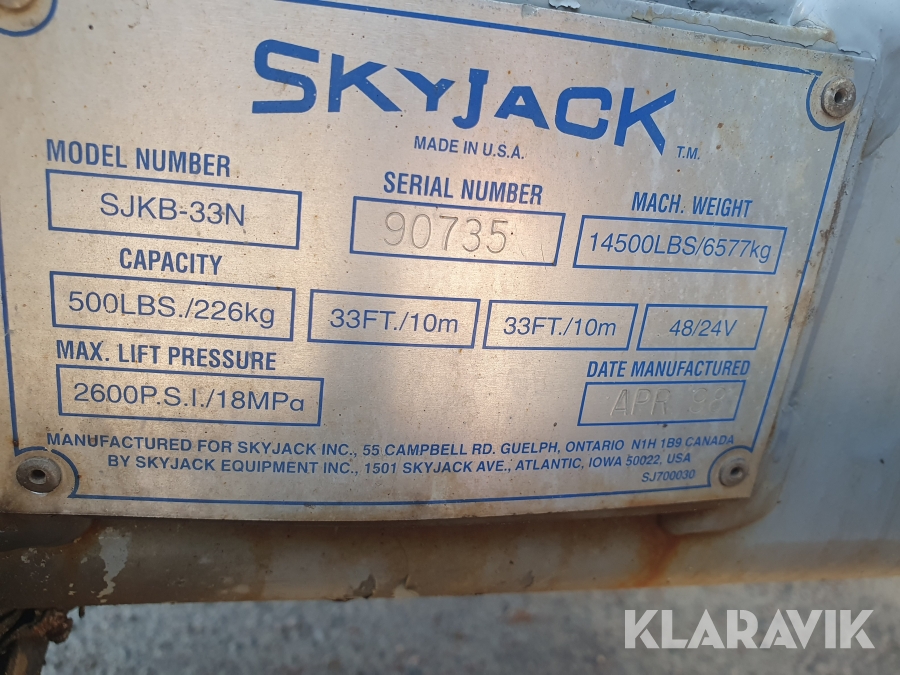 SKYJACK T.M.
MADE IN U.S.A.
MODEL NUMBER
SJKB-33N
SERIAL NUMBER
90735
MACH. WEIGHT
14500LBS/6577kg
CAPACITY
500LBS./226kg
33FT./10m
33FT./10m
48/24V
MAX. LIFT PRESSURE
2600P.S.I./18MPa
DATE MANUFACTURED
APR 98
MANUFACTURED FOR SKYJACK INC., 55 CAMPBELL RD. GUELPH, ONTARIO N1H 1B9 CANADA
BY SKYJACK EQUIPMENT INC., 1501 SKYJACK AVE., ATLANTIC, IOWA 50022, USA
SJ700030
KLARAVIK